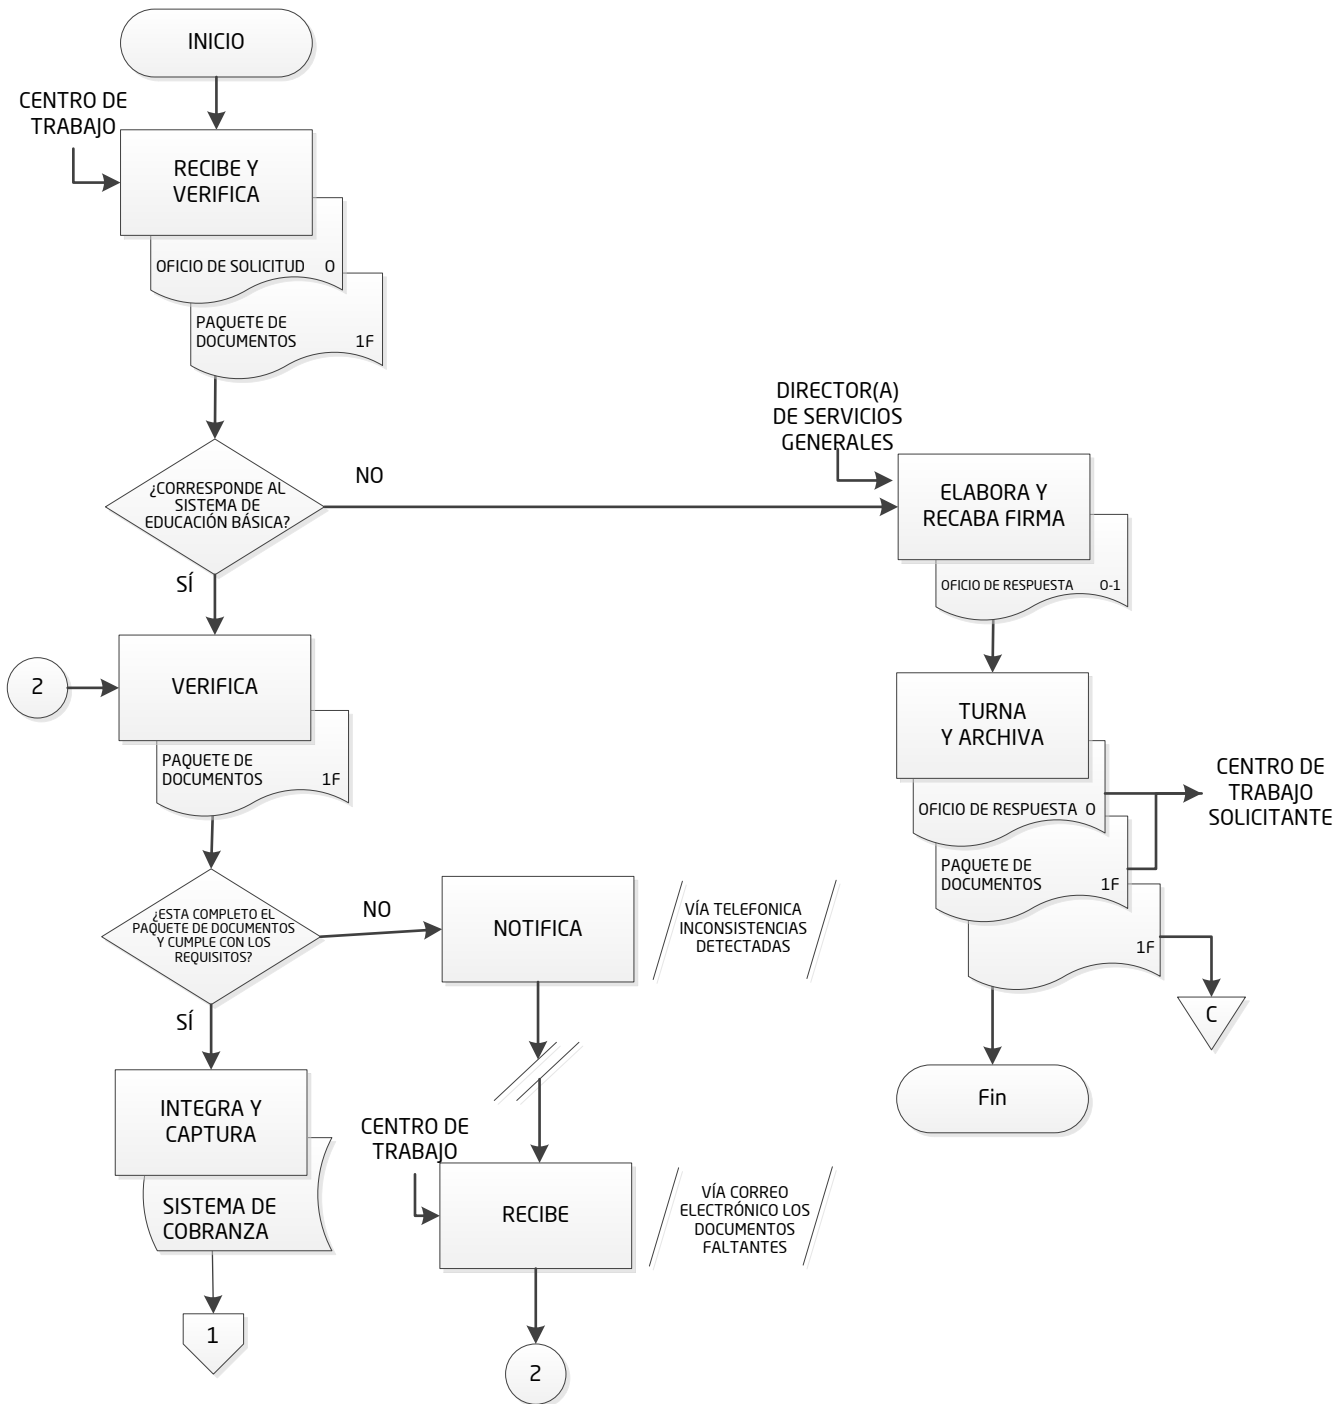 INICIO
CENTRO DE
TRABAJO
RECIBE Y
VERIFICA
OFICIO DE SOLICITUD O
PAQUETE DE
DOCUMENTOS 1F
¿CORRESPONDE AL
SISTEMA DE
EDUCACIÓN BÁSICA?
NO
SÍ
DIRECTOR(A)
DE SERVICIOS
GENERALES
ELABORA Y
RECABA FIRMA
OFICIO DE RESPUESTA O-1
TURNA
Y ARCHIVA
OFICIO DE RESPUESTA O
PAQUETE DE
DOCUMENTOS 1F
1F
CENTRO DE
TRABAJO
SOLICITANTE
C
Fin
2
VERIFICA
PAQUETE DE
DOCUMENTOS 1F
¿ESTA COMPLETO EL
PAQUETE DE DOCUMENTOS
Y CUMPLE CON LOS
REQUISITOS?
NO
SÍ
NOTIFICA
VÍA TELEFONICA
INCONSISTENCIAS
DETECTADAS
INTEGRA Y
CAPTURA
SISTEMA DE
COBRANZA
1
CENTRO DE
TRABAJO
RECIBE
VÍA CORREO
ELECTRÓNICO LOS
DOCUMENTOS
FALTANTES
2